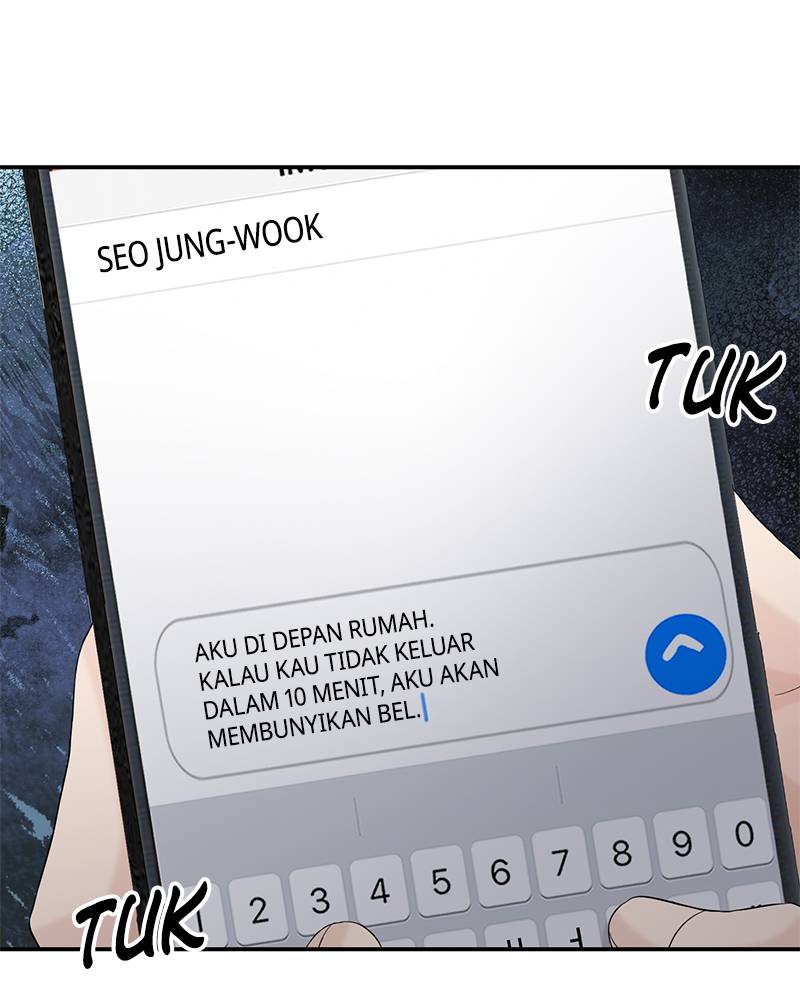 SEO JUNG-WOOK
TUK
AKU DI DEPAN RUMAH.
KALAU KAU TIDAK KELUAR
DALAM 10 MENIT, AKU AKAN
MEMBUNYIKAN BEL.
1 2 3 4 5 6 7 8 9 0
TUK